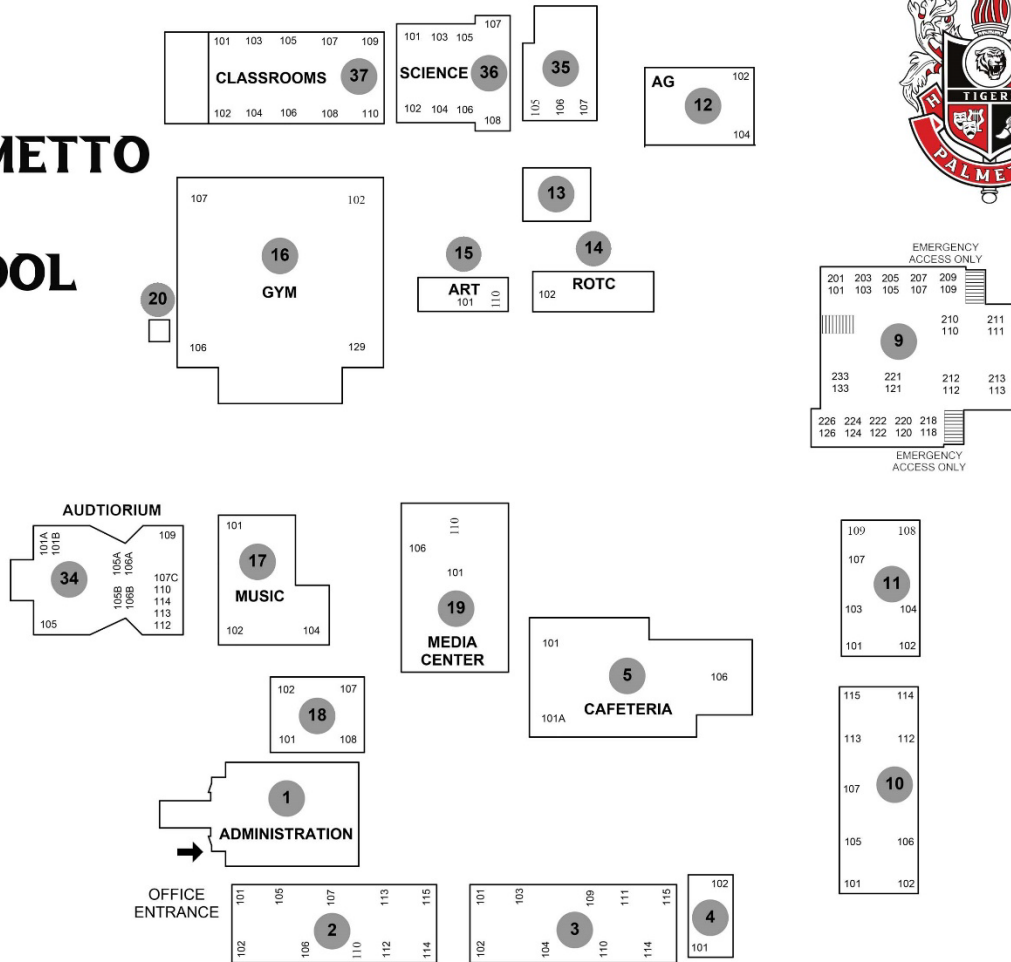 METTO
OOL
TIGER
H
PALMET
101 103 105 107 109
CLASSROOMS 37
102 104 106 108 110
107
101 103 105
SCIENCE 36
102 104 106
108
35
105 106 107
AG 102
12
104
13
107 102
16
GYM
106 129
20
15
ART
101 110
14
102 ROTC
EMERGENCY
ACCESS ONLY
201 203 205 207 209
101 103 105 107 109
210 211
110 111
9
233 221 212 213
133 121 112 113
226 224 222 220 218
126 124 122 120 118
EMERGENCY
ACCESS ONLY
AUDTIORIUM
101A 101B 109
105A 106A
34
107C
110
105B 106B 114
113
105 112
101
17
MUSIC
102 104
110
106
101
19
MEDIA
CENTER
101
5 106
CAFETERIA
101A
109 108
107
11
103 104
101 102
102 107
18
101 108
1
ADMINISTRATION
115 114
113 112
107 10
105 106
101 102
OFFICE
ENTRANCE
101 105 107 113 115
2
102 106 110 112 114
101 103 109 111 115
3
102 104 110 114
102
4
101